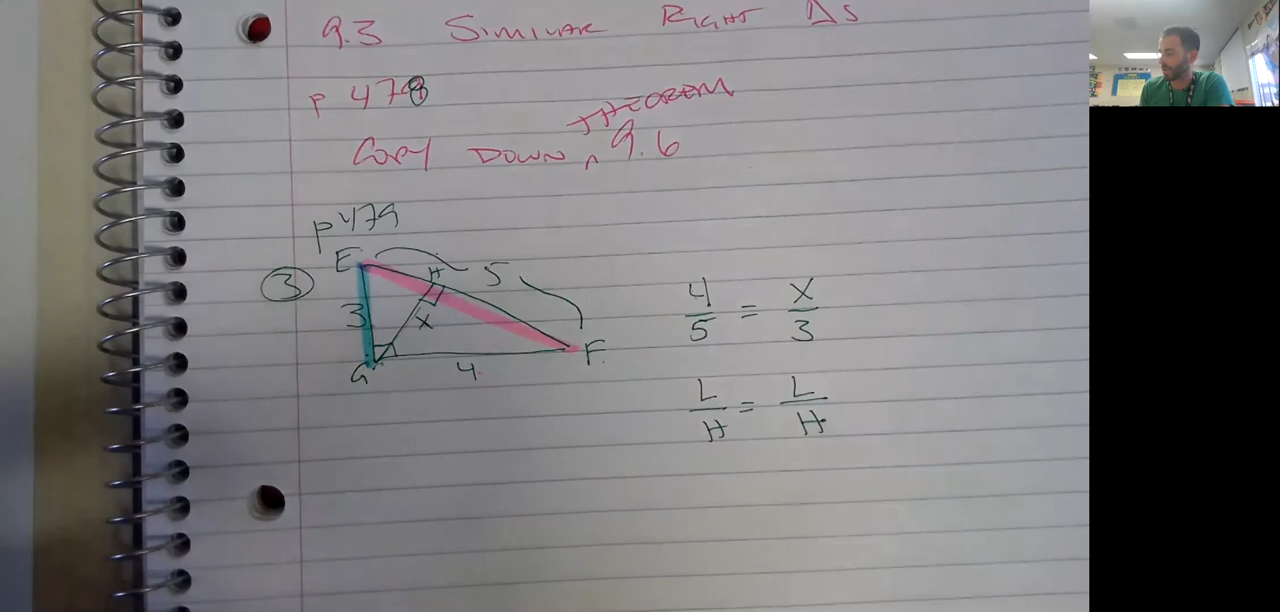 9.3 SIMILAR RIGHT Δs
p 478
COPY DOWN ^ THEOREM 9.6
p 479
③
E H 5
3 x
G 4 F
4/5 = x/3
L/H = L/H